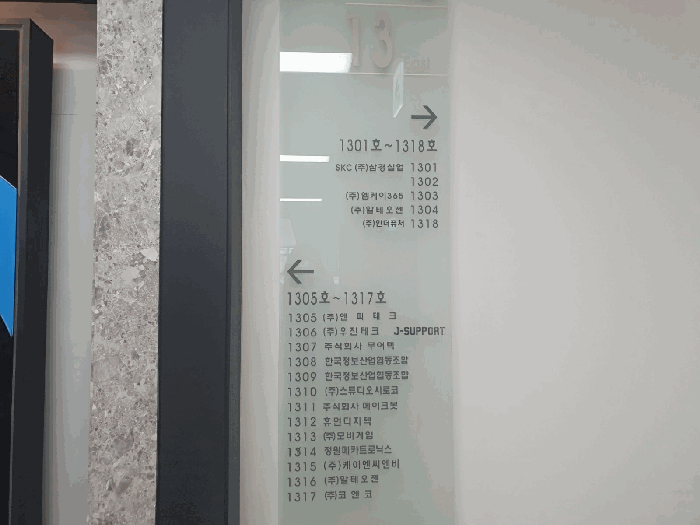 13
→
1301호~1318호
SKC (주)삼경실업 1301
1302
(주)엠케이365 1303
(주)알테오젠 1304
(주)인더퓨처 1318
←
1305호~1317호
1305 (주)엔 피 테 크
1306 (주)우진테크 J-SUPPORT
1307 주식회사
1308 한국정보산업협동조합
1309 한국정보산업협동조합
1310 (주)스튜디오시로코
1311 주식회사 메이크봇
1312 휴먼디지텍
1313 (주)모비게임
1314 정원메카트로닉스
1315 (주)케이엔씨엔비
1316 (주)알테오젠
1317 (주)코엔코